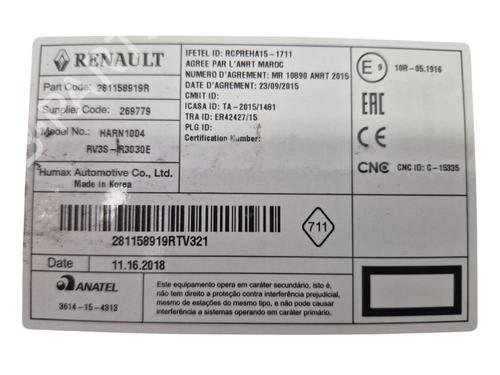 RENAULT
Part Code: 281158919R
Supplier Code: 269779
Model No.: HARN1004
RV3S-R3030E
Humax Automotive Co., Ltd.
Made in Korea
IFETEL ID: RCPREHA15-1711
AGREE PAR L'ANRT MAROC
NUMERO D'AGREMENT: MR 10890 ANRT 2015
DATE D'AGREMENT: 23/09/2015
CMIIT ID:
ICASA ID: TA-2015/1481
TRA ID: ER42427/15
PLG ID:
Certification Number:
E 9 10R-05.1916
EAC
CE
CNC CNC ID: C-15335
281158919RTV321
711
Date 11.16.2018
ANATEL
3614-15-4313
Este equipamento opera em caráter secundário, isto é,
não tem direito a proteção contra interferência prejudicial,
mesmo de estações do mesmo tipo, e não pode causar
interferência a sistemas operando em caráter primário.